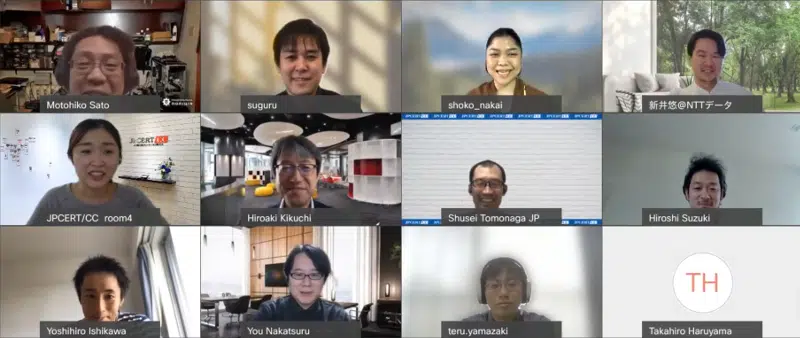 Motohiko Sato
suguru
shoko_nakai
新井悠@NTTデータ
JPCERT CC
JPCERT/CC room4
Hiroaki Kikuchi
Shusei Tomonaga JP
Hiroshi Suzuki
Yoshihiro Ishikawa
You Nakatsuru
teru.yamazaki
TH
Takahiro Haruyama